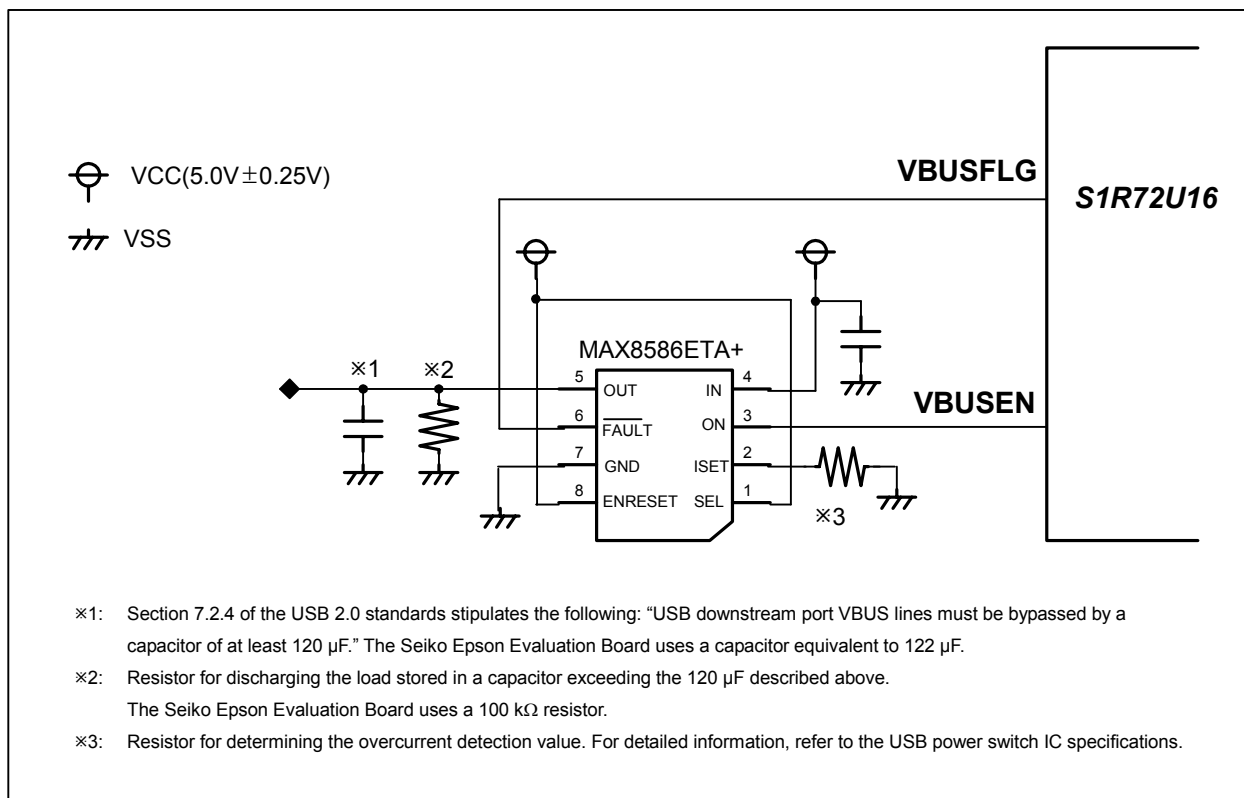 VBUSFLG
S1R72U16
VCC(5.0V±0.25V)
VSS
MAX8586ETA+
※1
※2
5
OUT
IN
4
VBUSEN
6
FAULT
ON
3
7
GND
ISET
2
8
ENRESET
SEL
1
※3
※1: Section 7.2.4 of the USB 2.0 standards stipulates the following: “USB downstream port VBUS lines must be bypassed by a
capacitor of at least 120 µF.” The Seiko Epson Evaluation Board uses a capacitor equivalent to 122 µF.
※2: Resistor for discharging the load stored in a capacitor exceeding the 120 µF described above.
The Seiko Epson Evaluation Board uses a 100 kΩ resistor.
※3: Resistor for determining the overcurrent detection value. For detailed information, refer to the USB power switch IC specifications.